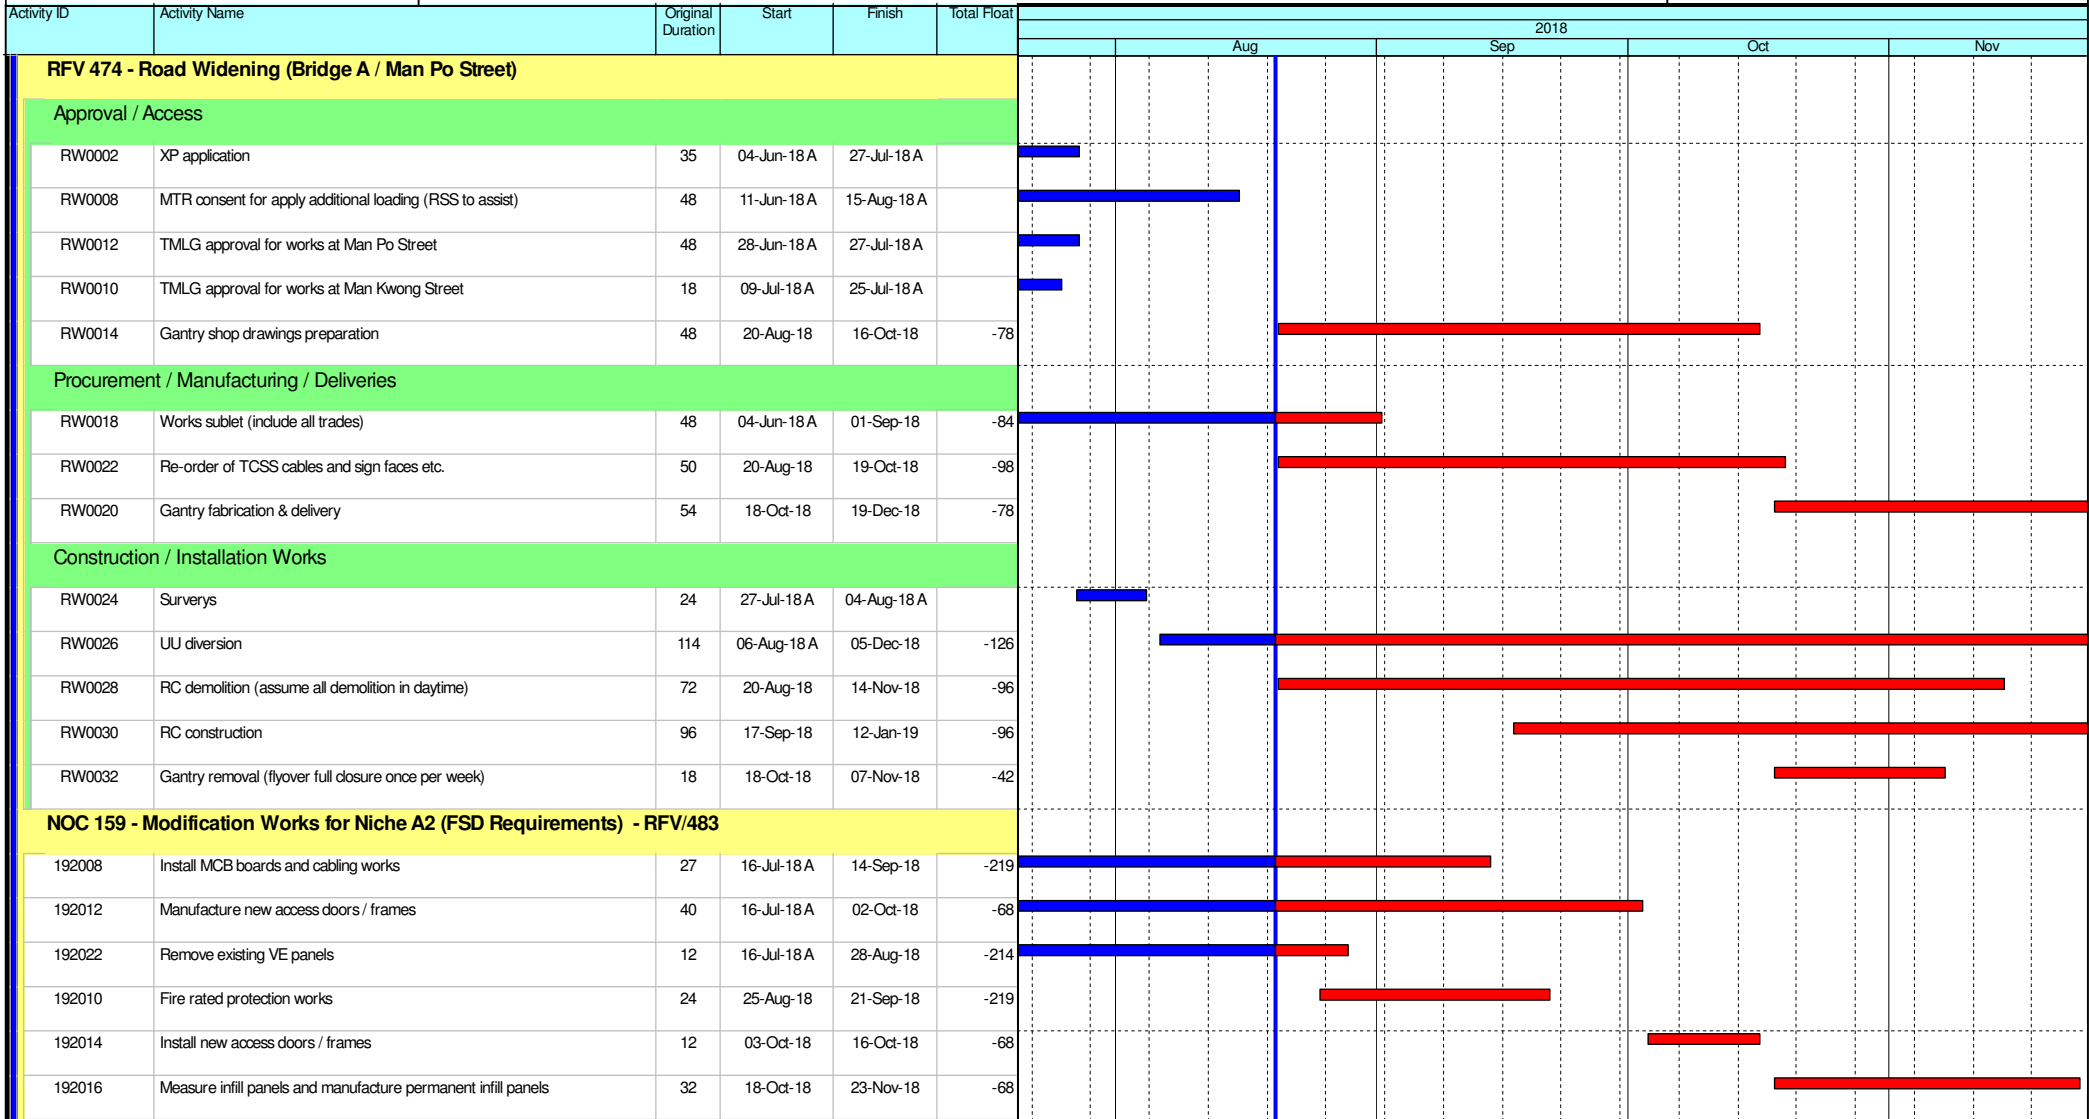 Activity ID Activity Name Original Duration Start Finish Total Float
2018
Aug Sep Oct Nov
RFV 474 - Road Widening (Bridge A / Man Po Street)
Approval / Access
RW0002 XP application 35 04-Jun-18 A 27-Jul-18 A
RW0008 MTR consent for apply additional loading (RSS to assist) 48 11-Jun-18 A 15-Aug-18 A
RW0012 TMLG approval for works at Man Po Street 48 28-Jun-18 A 27-Jul-18 A
RW0010 TMLG approval for works at Man Kwong Street 18 09-Jul-18 A 25-Jul-18 A
RW0014 Gantry shop drawings preparation 48 20-Aug-18 16-Oct-18 -78
Procurement / Manufacturing / Deliveries
RW0018 Works sublet (include all trades) 48 04-Jun-18 A 01-Sep-18 -84
RW0022 Re-order of TCSS cables and sign faces etc. 50 20-Aug-18 19-Oct-18 -98
RW0020 Gantry fabrication & delivery 54 18-Oct-18 19-Dec-18 -78
Construction / Installation Works
RW0024 Surverys 24 27-Jul-18 A 04-Aug-18 A
RW0026 UU diversion 114 06-Aug-18 A 05-Dec-18 -126
RW0028 RC demolition (assume all demolition in daytime) 72 20-Aug-18 14-Nov-18 -96
RW0030 RC construction 96 17-Sep-18 12-Jan-19 -96
RW0032 Gantry removal (flyover full closure once per week) 18 18-Oct-18 07-Nov-18 -42
NOC 159 - Modification Works for Niche A2 (FSD Requirements) - RFV/483
192008 Install MCB boards and cabling works 27 16-Jul-18 A 14-Sep-18 -219
192012 Manufacture new access doors / frames 40 16-Jul-18 A 02-Oct-18 -68
192022 Remove existing VE panels 12 16-Jul-18 A 28-Aug-18 -214
192010 Fire rated protection works 24 25-Aug-18 21-Sep-18 -219
192014 Install new access doors / frames 12 03-Oct-18 16-Oct-18 -68
192016 Measure infill panels and manufacture permanent infill panels 32 18-Oct-18 23-Nov-18 -68